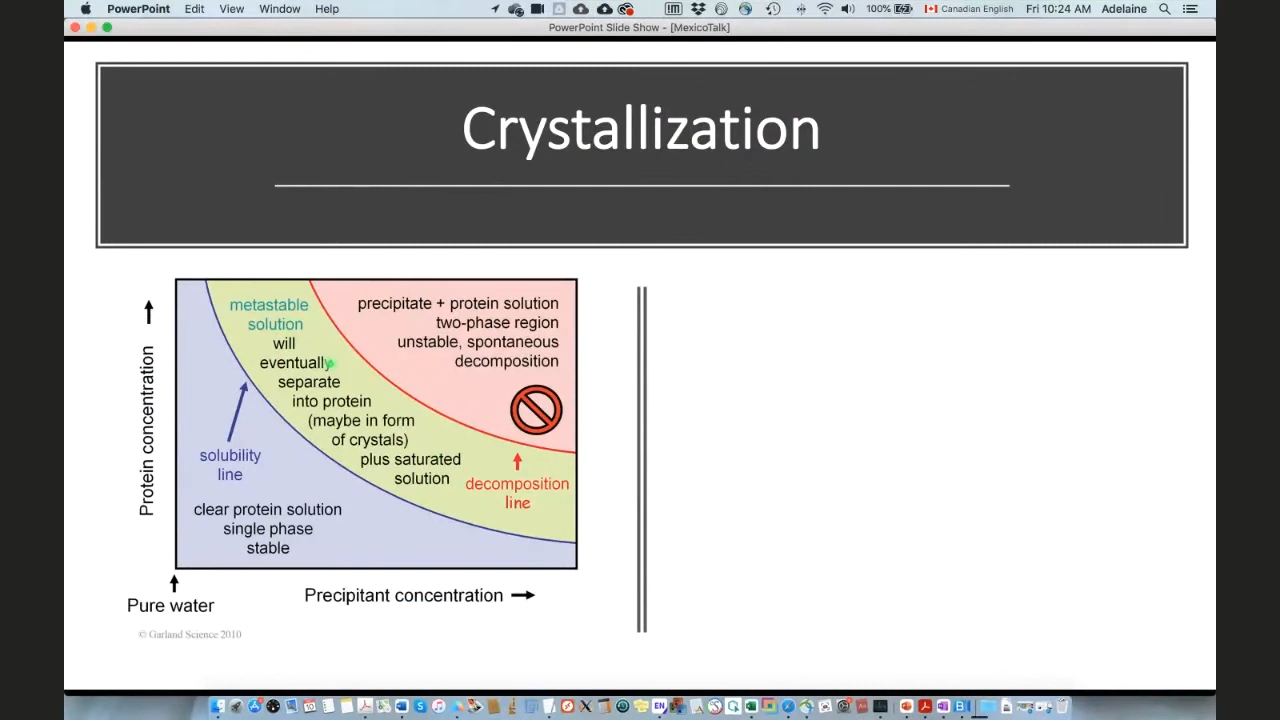 PowerPoint Edit View Window Help 100% Canadian English Fri 10:24 AM Adelaine
PowerPoint Slide Show - [MexicoTalk]
Crystallization
Protein concentration
metastable
solution
will
eventually
separate
into protein
(maybe in form
of crystals)
plus saturated
solution
precipitate + protein solution
two-phase region
unstable, spontaneous
decomposition
solubility
line
decomposition
line
clear protein solution
single phase
stable
Pure water
Precipitant concentration
© Garland Science 2010